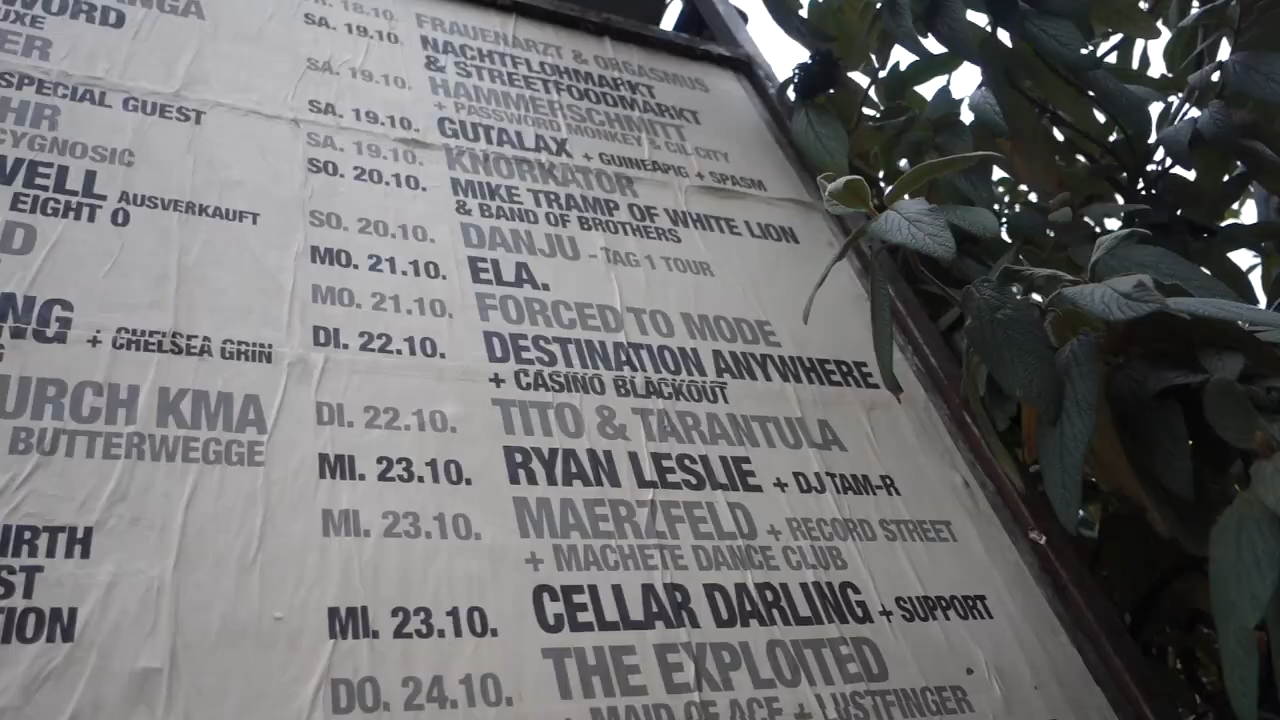 WORD
UXE
ER
SPECIAL GUEST
HR
CYGNOSIC
WELL AUSVERKAUFT
EIGHT O
D
NG + CHELSEA GRIN
URCH KMA
BUTTERWEGGE
IRTH
ST
TION
FR. 18.10. FRAUENARZT & ORGASMUS
SA. 19.10. NACHTFLOHMARKT
& STREETFOODMARKT
SA. 19.10. HAMMERSCHMITT
+ PASSWORD MONKEY & CIL CITY
SA. 19.10. GUTALAX + GUINEAPIG + SPASM
SA. 19.10. KNORKATOR
SO. 20.10. MIKE TRAMP OF WHITE LION
& BAND OF BROTHERS
SO. 20.10. DANJU - TAG 1 TOUR
MO. 21.10. ELA.
MO. 21.10. FORCED TO MODE
DI. 22.10. DESTINATION ANYWHERE
+ CASINO BLACKOUT
DI. 22.10. TITO & TARANTULA
MI. 23.10. RYAN LESLIE + DJ TAM-R
MI. 23.10. MAERZFELD + RECORD STREET
+ MACHETE DANCE CLUB
MI. 23.10. CELLAR DARLING + SUPPORT
DO. 24.10. THE EXPLOITED
+ MAID OF ACE + LUSTFINGER